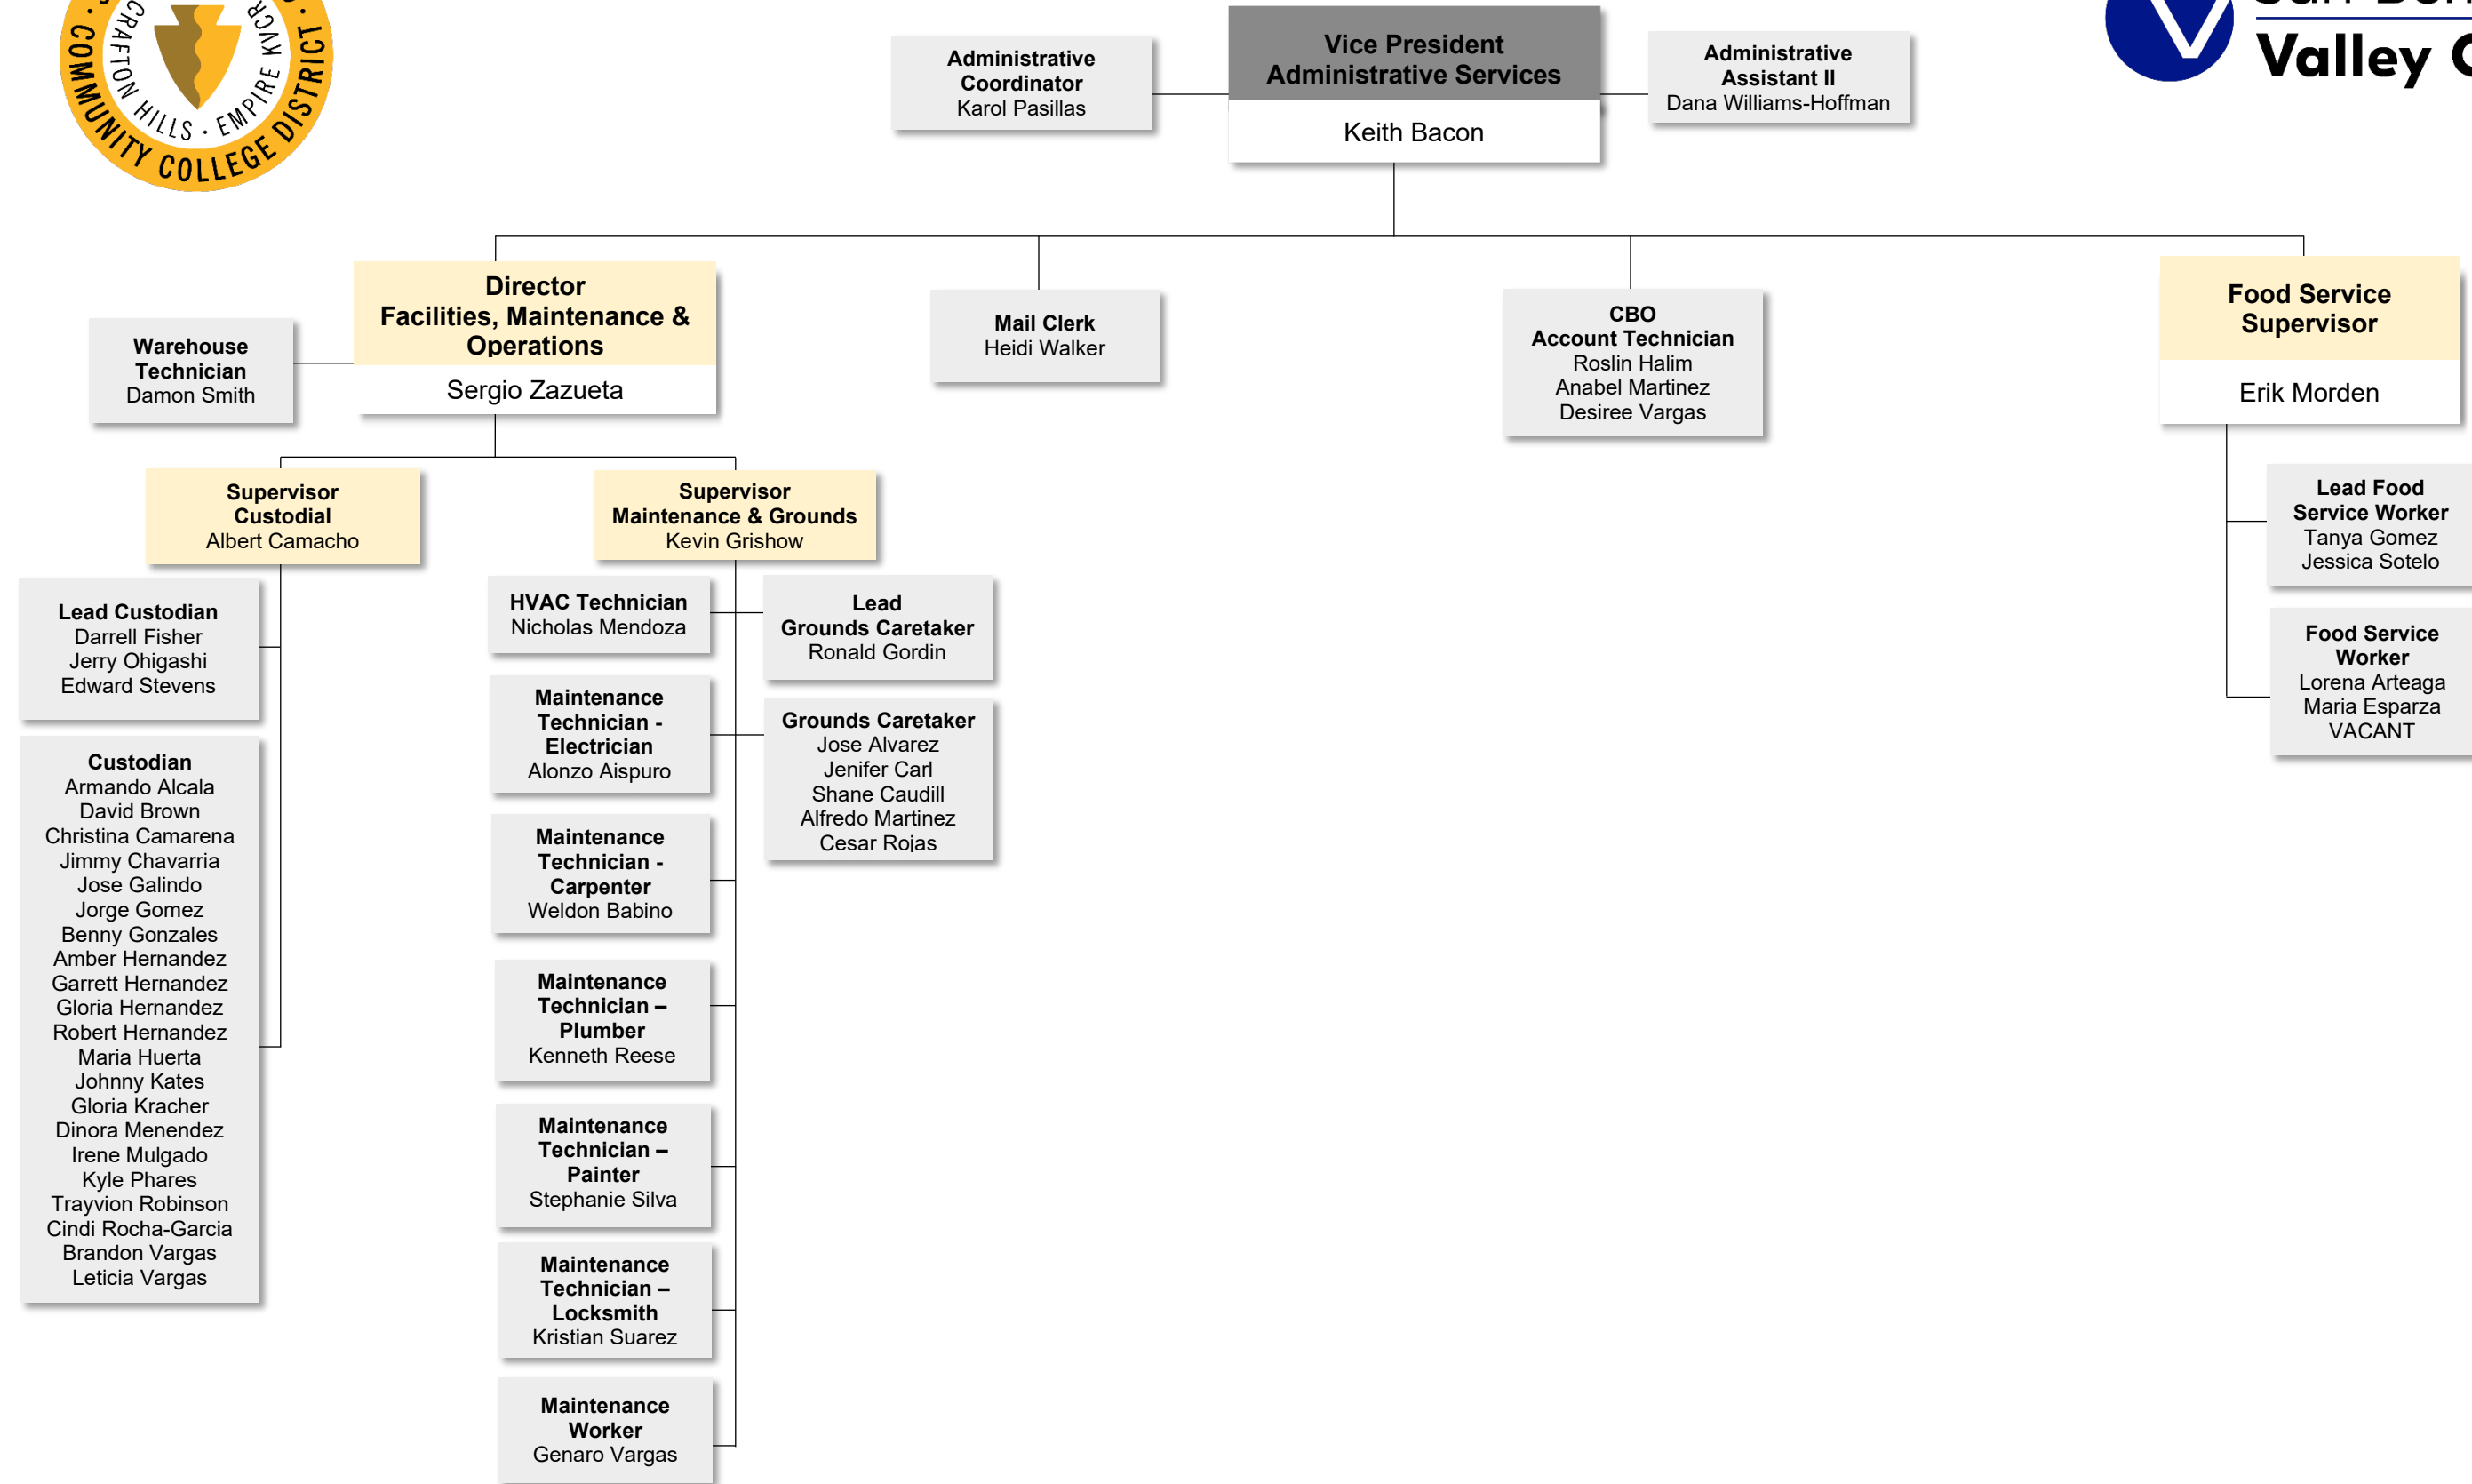 COMMUNITY COLLEGE DISTRICT
CRAFTON HILLS · EMPIRE KVCR
Valley
Administrative
Coordinator
Karol Pasillas
Vice President
Administrative Services
Keith Bacon
Administrative
Assistant II
Dana Williams-Hoffman
Director
Facilities, Maintenance &
Operations
Sergio Zazueta
Warehouse
Technician
Damon Smith
Mail Clerk
Heidi Walker
CBO
Account Technician
Roslin Halim
Anabel Martinez
Desiree Vargas
Food Service
Supervisor
Erik Morden
Supervisor
Custodial
Albert Camacho
Supervisor
Maintenance & Grounds
Kevin Grishow
Lead Food
Service Worker
Tanya Gomez
Jessica Sotelo
Food Service
Worker
Lorena Arteaga
Maria Esparza
VACANT
Lead Custodian
Darrell Fisher
Jerry Ohigashi
Edward Stevens
Custodian
Armando Alcala
David Brown
Christina Camarena
Jimmy Chavarria
Jose Galindo
Jorge Gomez
Benny Gonzales
Amber Hernandez
Garrett Hernandez
Gloria Hernandez
Robert Hernandez
Maria Huerta
Johnny Kates
Gloria Kracher
Dinora Menendez
Irene Mulgado
Kyle Phares
Trayvion Robinson
Cindi Rocha-Garcia
Brandon Vargas
Leticia Vargas
HVAC Technician
Nicholas Mendoza
Lead
Grounds Caretaker
Ronald Gordin
Maintenance
Technician -
Electrician
Alonzo Aispuro
Grounds Caretaker
Jose Alvarez
Jenifer Carl
Shane Caudill
Alfredo Martinez
Cesar Rojas
Maintenance
Technician -
Carpenter
Weldon Babino
Maintenance
Technician –
Plumber
Kenneth Reese
Maintenance
Technician –
Painter
Stephanie Silva
Maintenance
Technician –
Locksmith
Kristian Suarez
Maintenance
Worker
Genaro Vargas